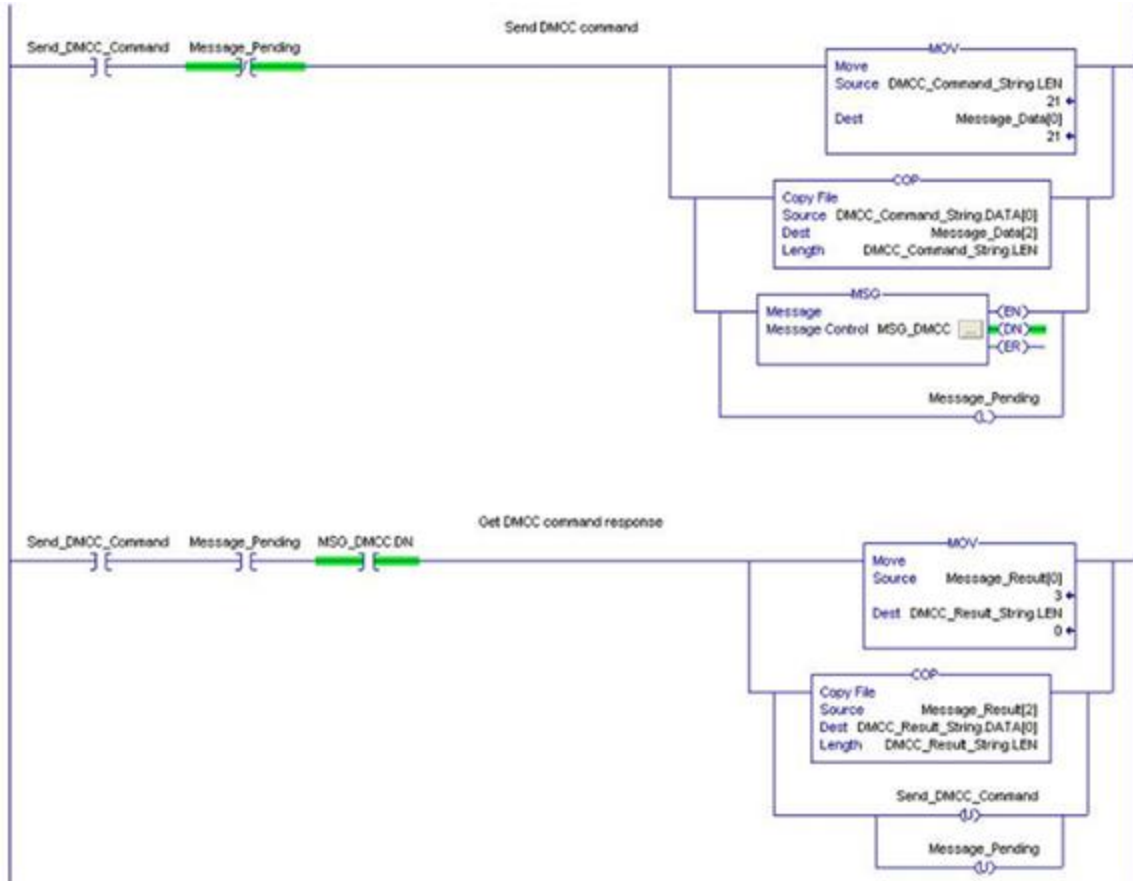 Send DMCC command
Send_DMCC_Command Message_Pending
MOV
Move
Source DMCC_Command_String.LEN
21
Dest Message_Data[0]
21
COP
Copy File
Source DMCC_Command_String.DATA[0]
Dest Message_Data[2]
Length DMCC_Command_String.LEN
MSG
Message
Message Control MSG_DMCC ...
EN
DN
ER
Message_Pending
L
Get DMCC command response
Send_DMCC_Command Message_Pending MSG_DMCC.DN
MOV
Move
Source Message_Result[0]
3
Dest DMCC_Result_String.LEN
0
COP
Copy File
Source Message_Result[2]
Dest DMCC_Result_String.DATA[0]
Length DMCC_Result_String.LEN
Send_DMCC_Command
U
Message_Pending
U